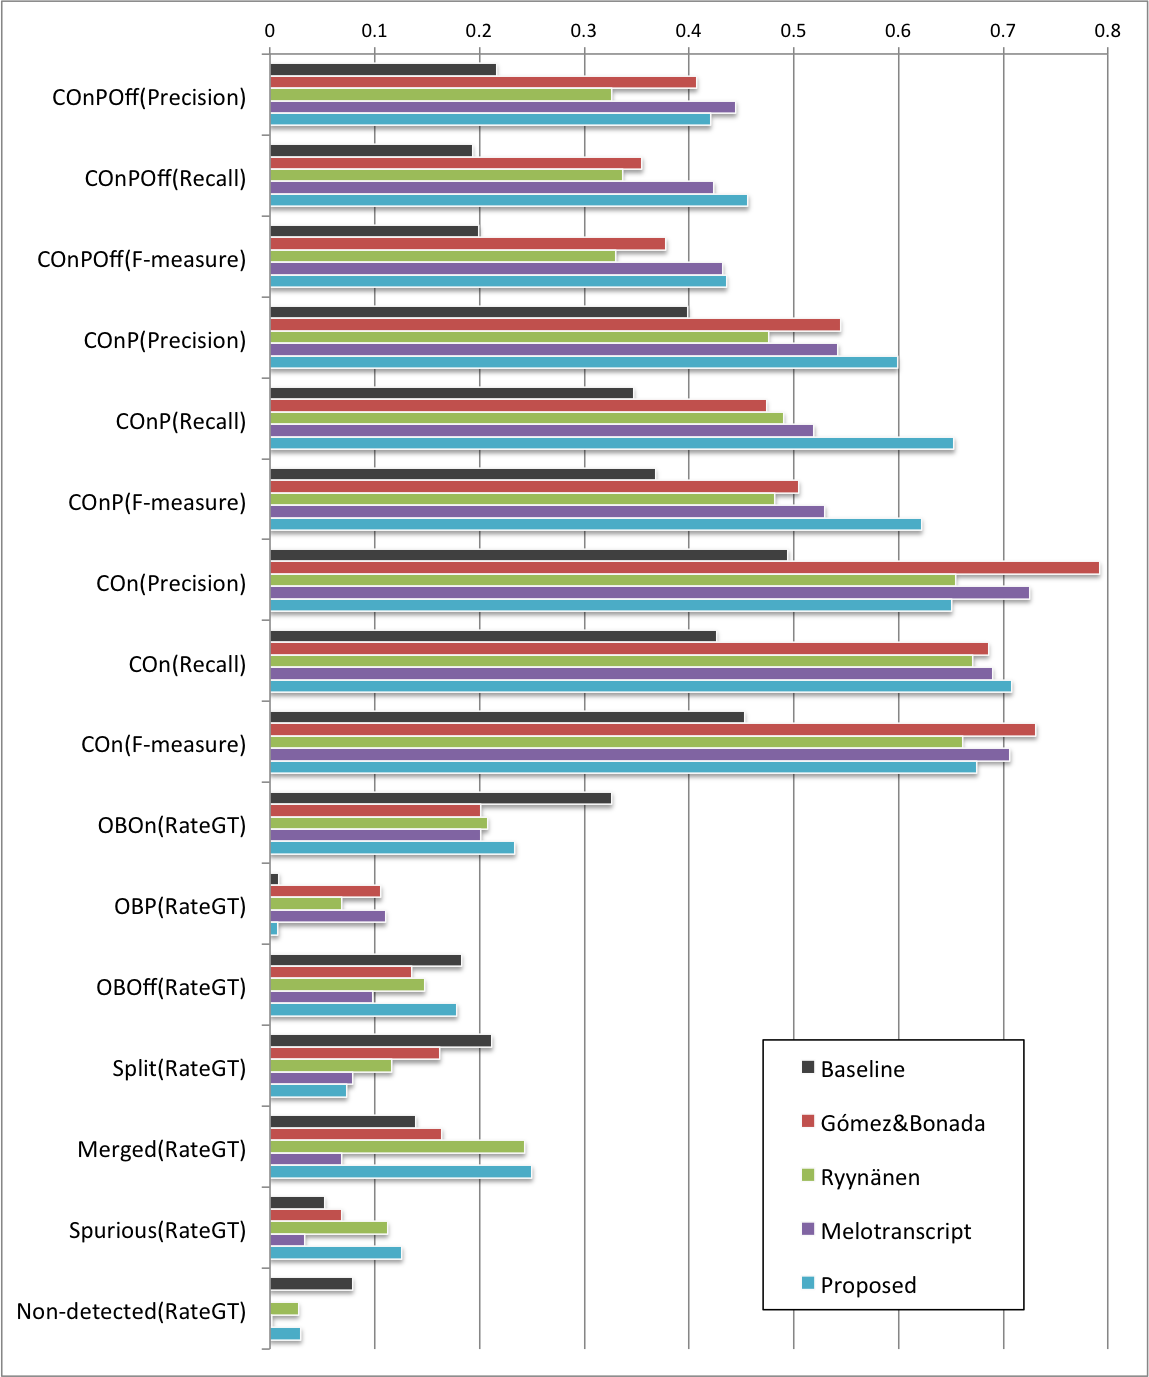 0 0.1 0.2 0.3 0.4 0.5 0.6 0.7 0.8
COnPOff(Precision)
COnPOff(Recall)
COnPOff(F-measure)
COnP(Precision)
COnP(Recall)
COnP(F-measure)
COn(Precision)
COn(Recall)
COn(F-measure)
OBOn(RateGT)
OBP(RateGT)
OBOff(RateGT)
Split(RateGT)
Merged(RateGT)
Spurious(RateGT)
Non-detected(RateGT)
Baseline
Gómez&Bonada
Ryynänen
Melotranscript
Proposed